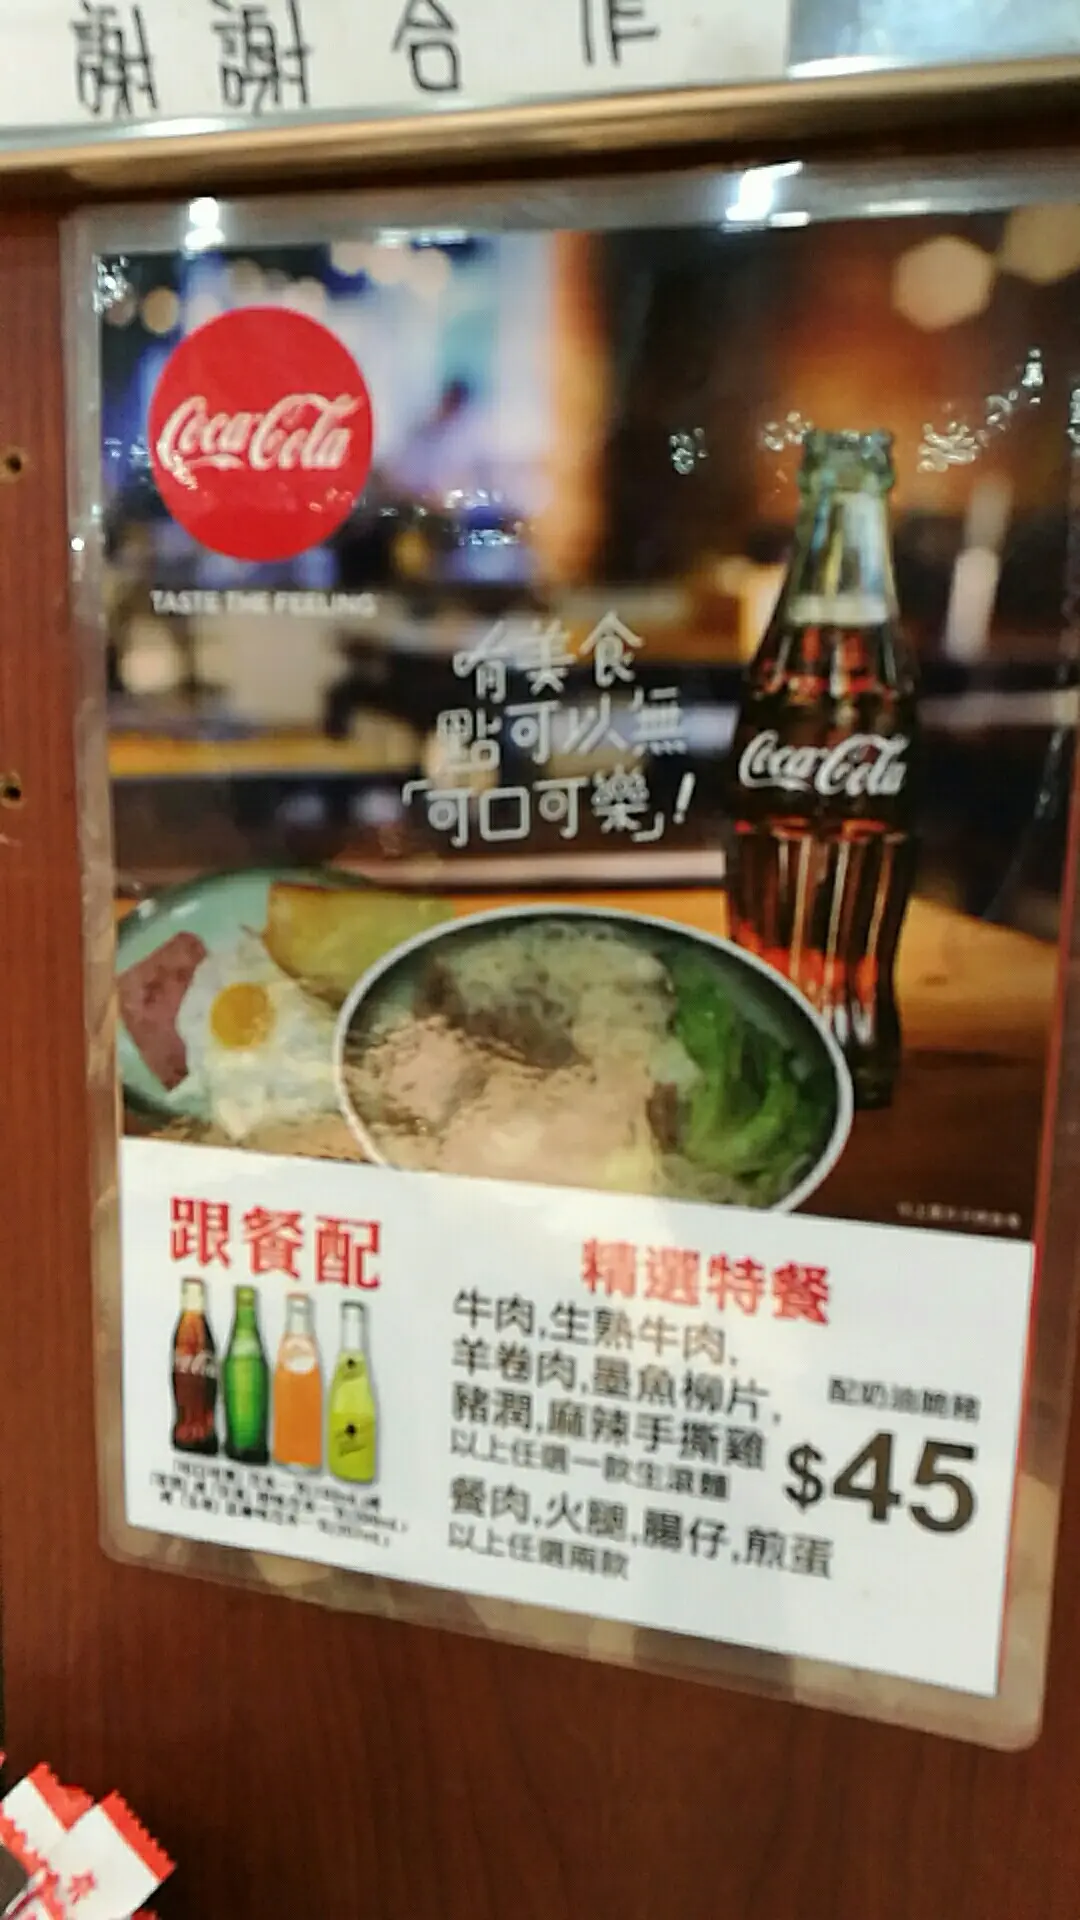 謝謝合作
Coca-Cola
TASTE THE FEELING
有美食
點可以無
「可口可樂」!
Coca-Cola
跟餐配
精選特餐
牛肉,生熟牛肉,
羊卷肉,墨魚柳片,
豬潤,麻辣手撕雞
以上任選一款生滾麵
餐肉,火腿,腸仔,煎蛋
以上任選兩款
配奶油脆豬
$45